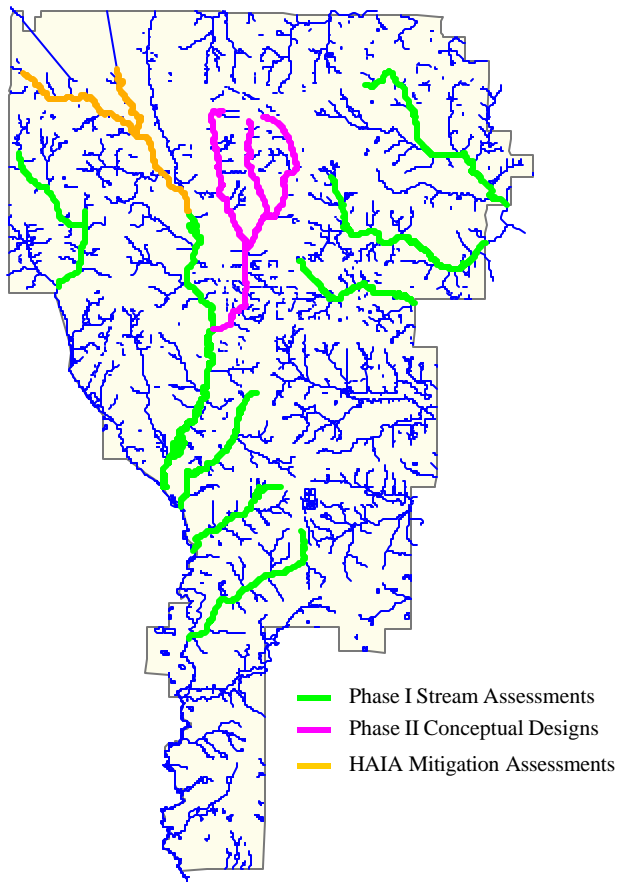 Phase I Stream Assessments
Phase II Conceptual Designs
HAIA Mitigation Assessments